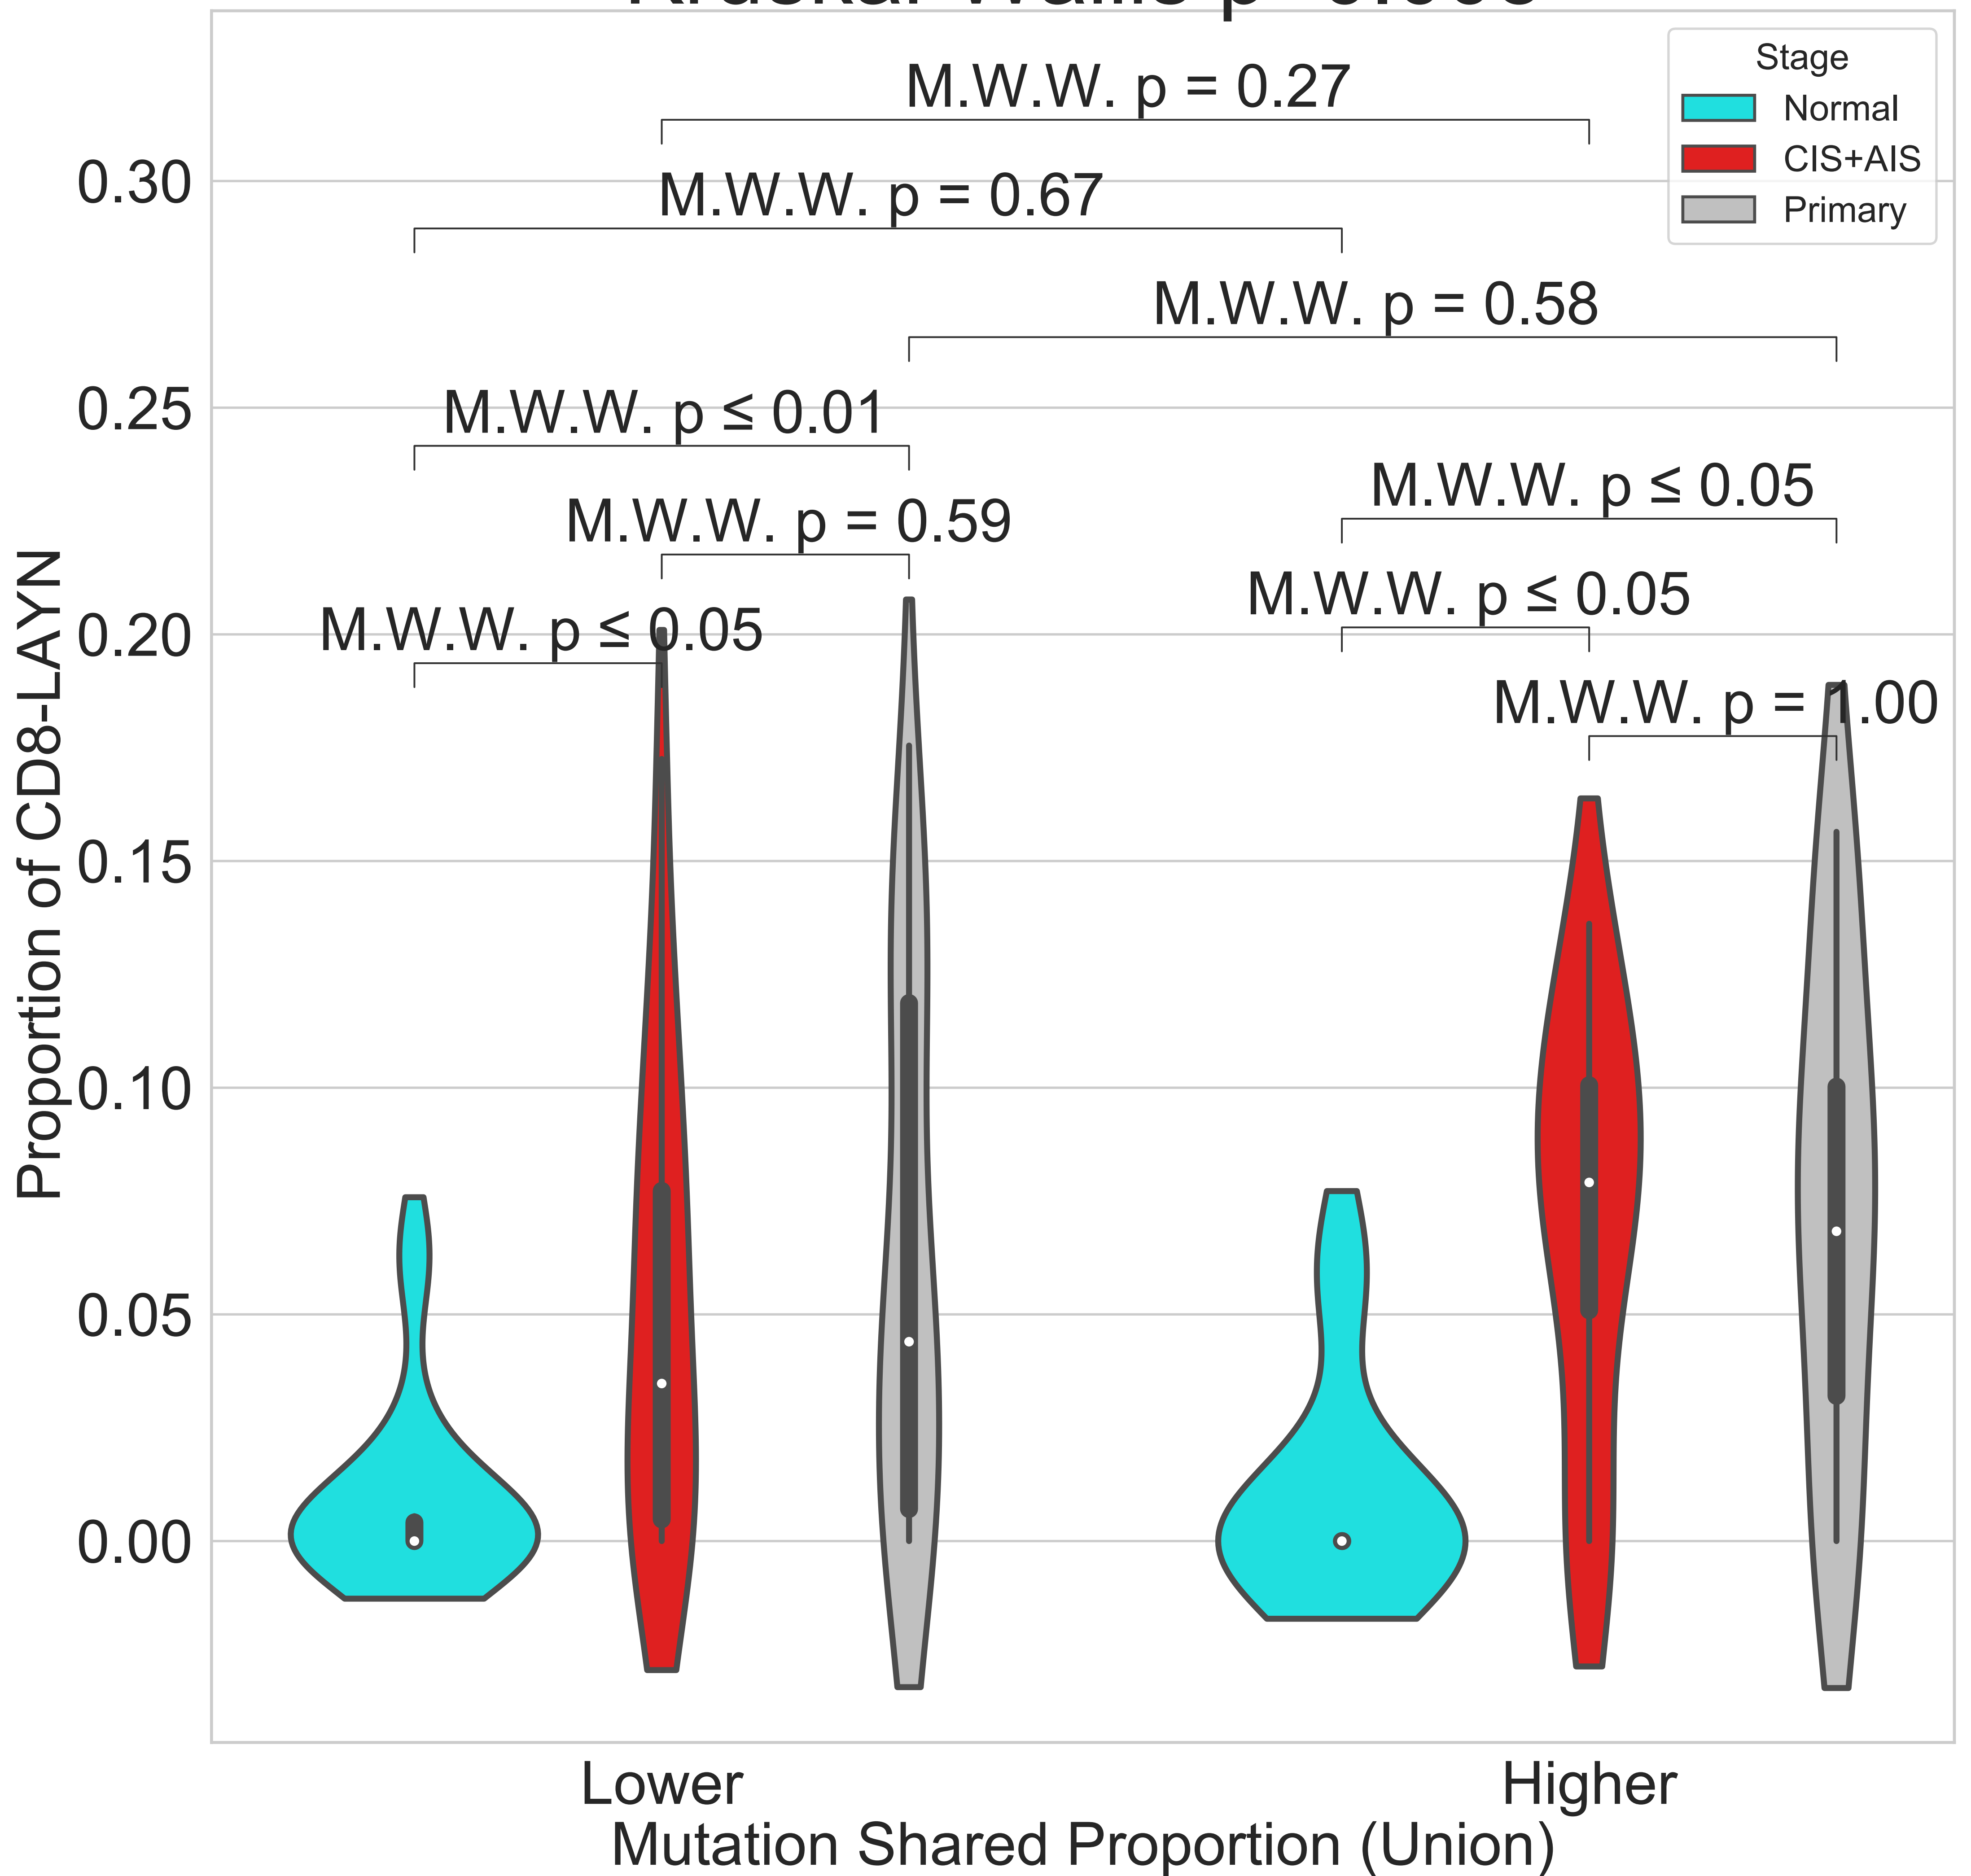 Stage
Normal
CIS+AIS
Primary
M.W.W. p = 0.27
M.W.W. p = 0.67
M.W.W. p = 0.58
M.W.W. p ≤ 0.01
M.W.W. p ≤ 0.05
M.W.W. p = 0.59
M.W.W. p ≤ 0.05
M.W.W. p ≤ 0.05
M.W.W. p = 1.00
Proportion of CD8-LAYN
0.30
0.25
0.20
0.15
0.10
0.05
0.00
Lower
Higher
Mutation Shared Proportion (Union)